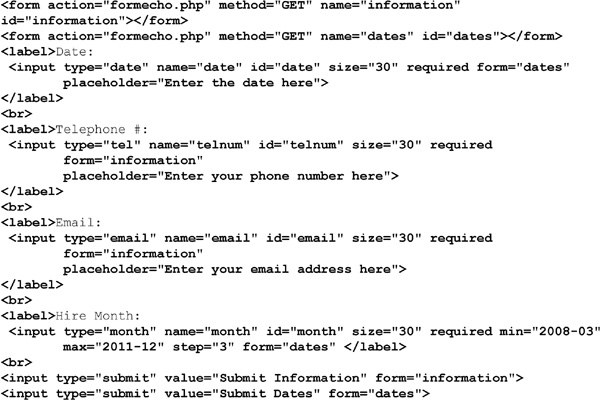 <form action="formecho.php" method="GET" name="information"
id="information"></form>
<form action="formecho.php" method="GET" name="dates" id="dates"></form>
<label>Date:
<input type="date" name="date" id="date" size="30" required form="dates"
placeholder="Enter the date here">
</label>
<br>
<label>Telephone #:
<input type="tel" name="telnum" id="telnum" size="30" required
form="information"
placeholder="Enter your phone number here">
</label>
<br>
<label>Email:
<input type="email" name="email" id="email" size="30" required
form="information"
placeholder="Enter your email address here">
</label>
<br>
<label>Hire Month:
<input type="month" name="month" id="month" size="30" required min="2008-03"
max="2011-12" step="3" form="dates" </label>
<br>
<input type="submit" value="Submit Information" form="information">
<input type="submit" value="Submit Dates" form="dates">